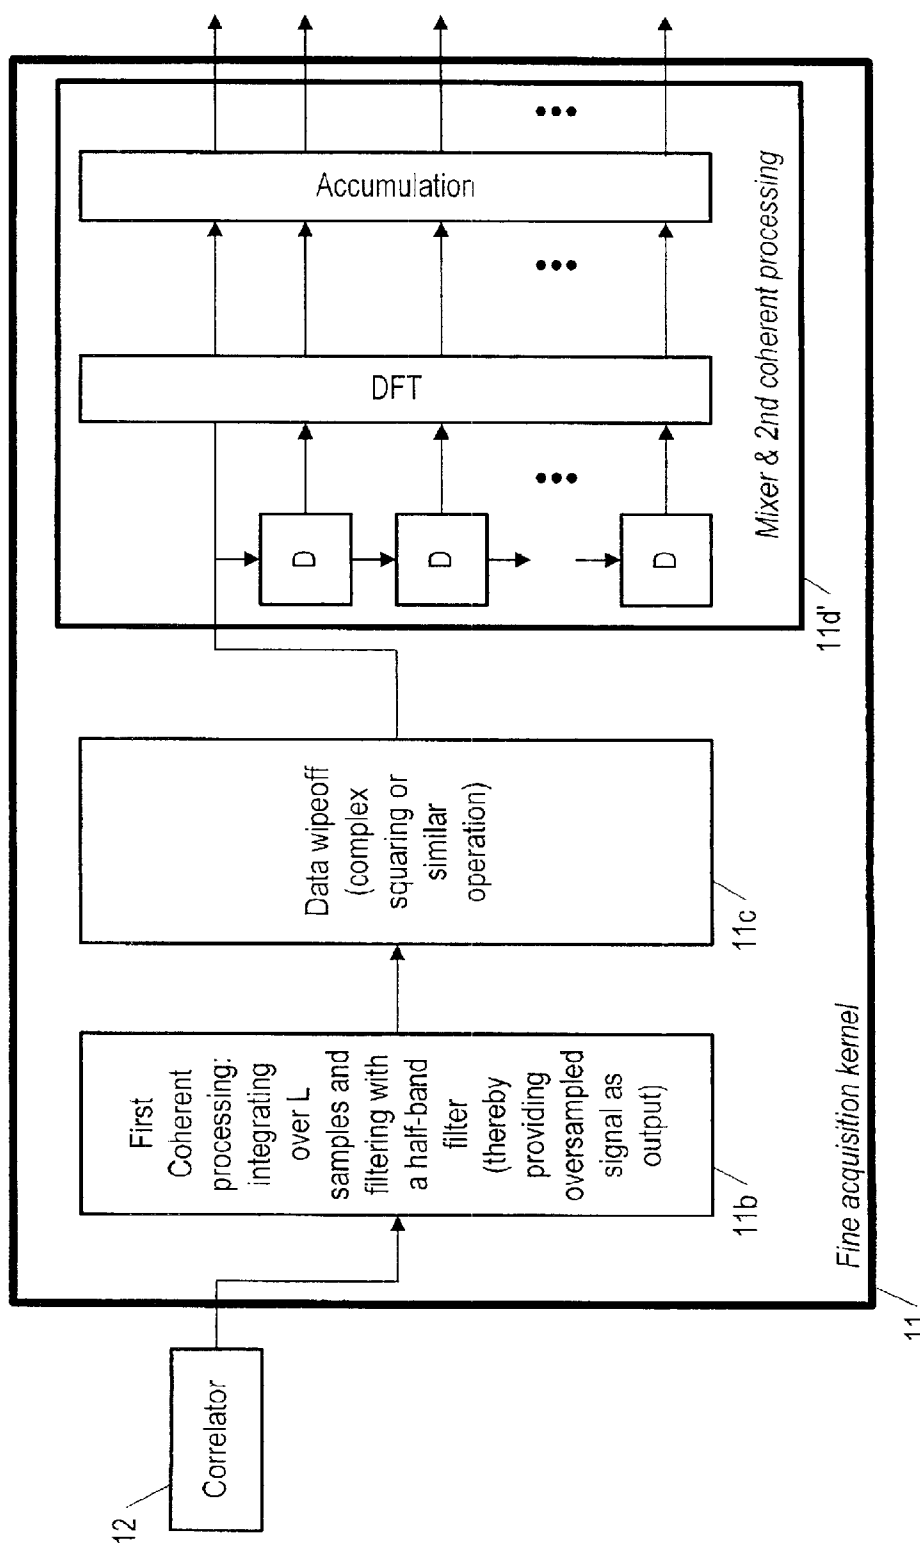 12
Correlator
First
Coherent
processing:
integrating
over L
samples and
filtering with
a half-band
filter
(thereby
providing
oversampled
signal as
output)
11b
Data wipeoff
(complex
squaring or
similar
operation)
11c
D
D
D
•••
DFT
•••
Accumulation
•••
Mixer & 2nd coherent processing
11d'
Fine acquisition kernel
11